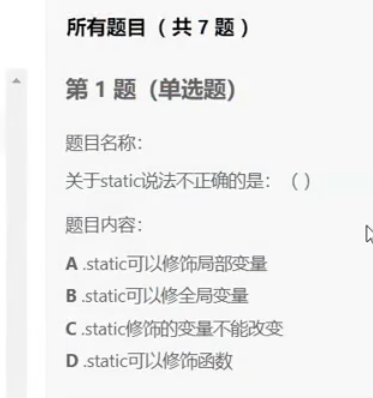 所有题目（ 共 7 题 ）
第 1 题（单选题）
题目名称：
关于static说法不正确的是：（ ）
题目内容：
A .static可以修饰局部变量
B .static可以修全局变量
C .static修饰的变量不能改变
D .static可以修饰函数